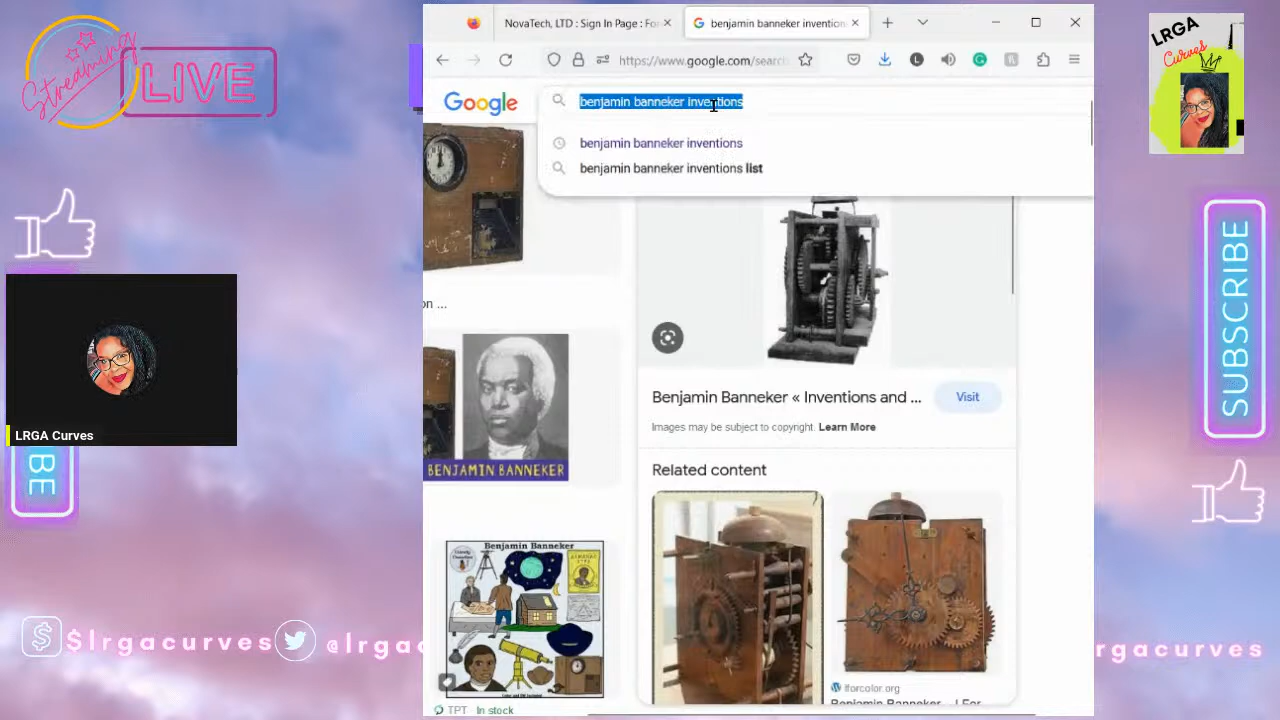 Streaming
LIVE
NovaTech, LTD : Sign In Page : For
benjamin banneker invention
https://www.google.com/search
Google
benjamin banneker inventions
benjamin banneker inventions
benjamin banneker inventions list
on ...
BENJAMIN BANNEKER
Benjamin Banneker « Inventions and ...
Visit
Images may be subject to copyright. Learn More
Related content
Benjamin Banneker
TPT In stock
lforcolor.org
LRGA
Curves
SUBSCRIBE
LRGA Curves
BE
$lrgacurves
@lrgacu
rgacurves